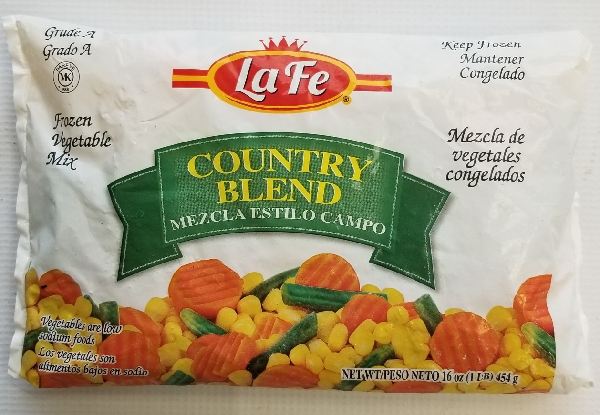 Grade A
Grado A
MK
Keep Frozen
Mantener
Congelado
La Fe
®
Frozen
Vegetable
Mix
COUNTRY
BLEND
MEZCLA ESTILO CAMPO
Mezcla de
vegetales
congelados
Vegetables are low
sodium foods
Los vegetales son
alimentos bajos en sodio
NET WT/PESO NETO 16 oz (1 LB) 454 g